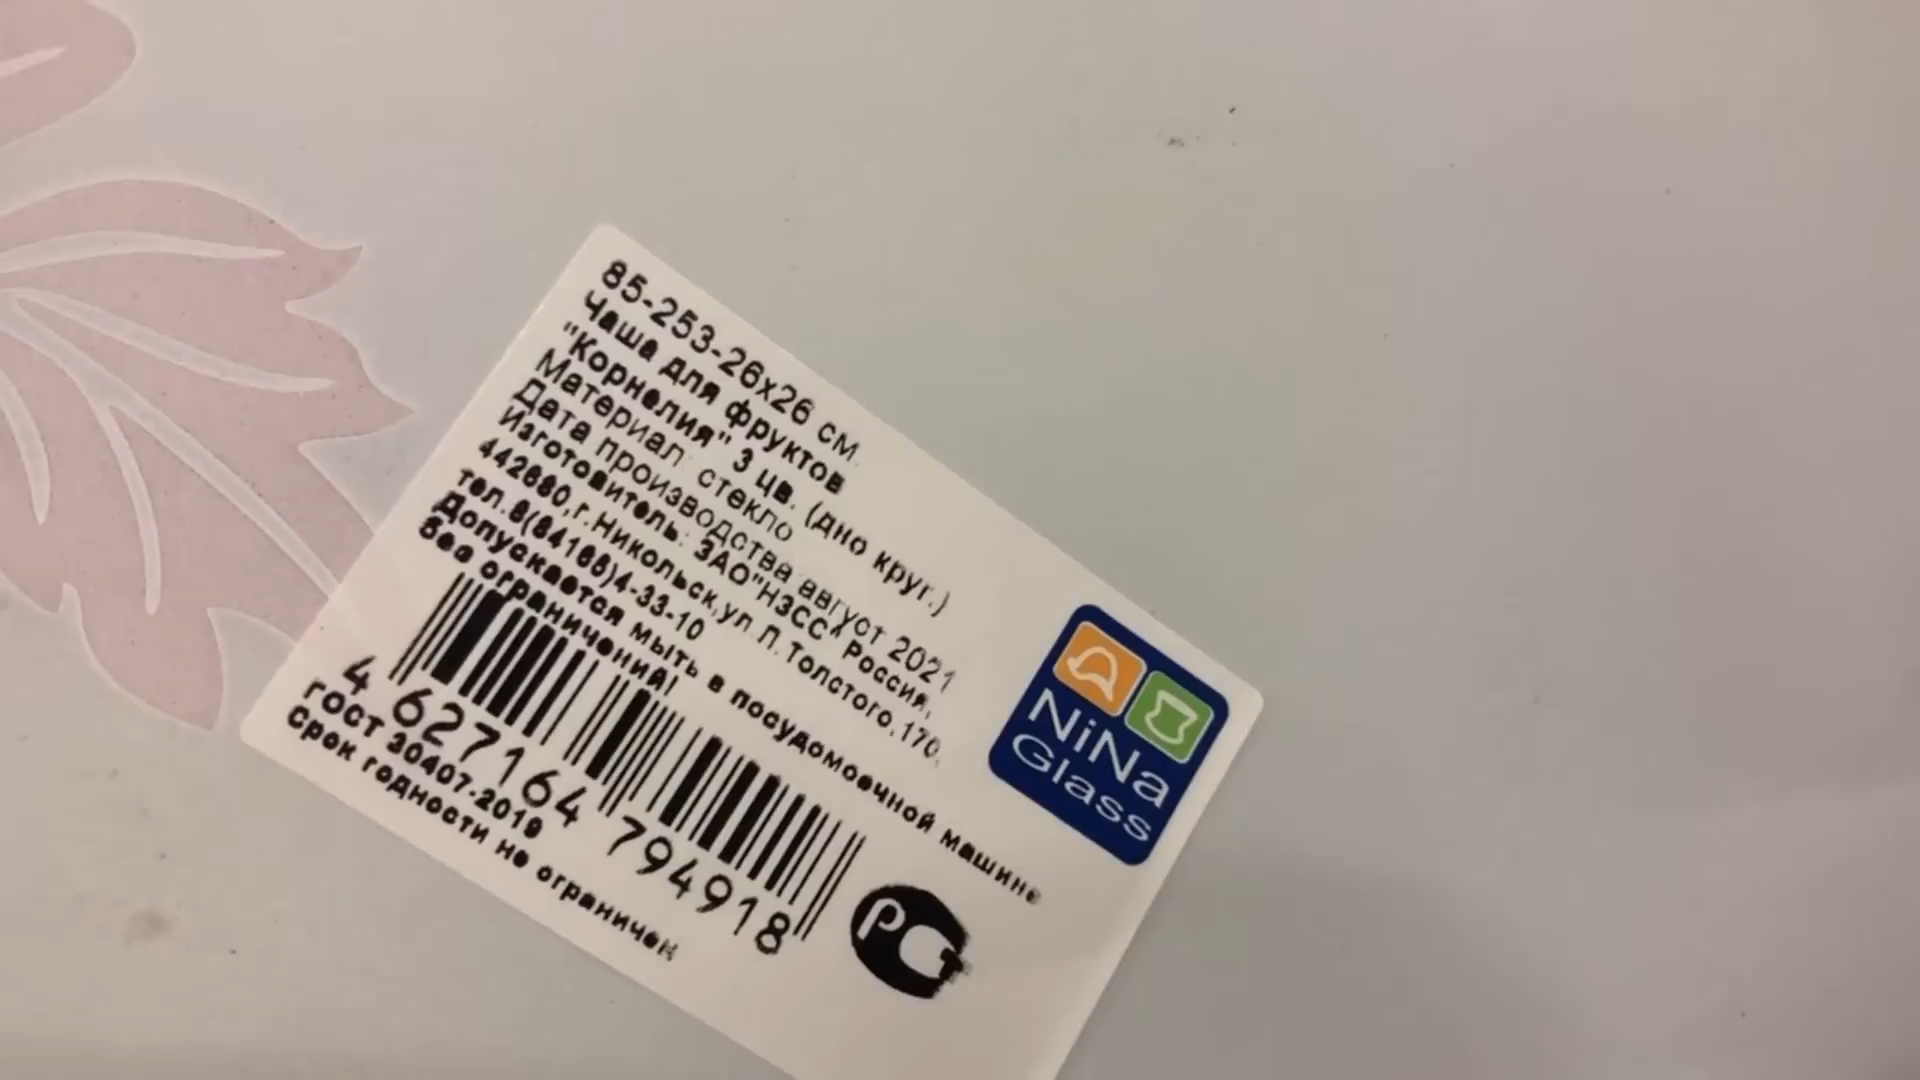 85-253-26х26 см.
Чаша для фруктов
"Корнелия" 3 цв. (дно круг.)
Материал: стекло
Дата производства август 2021
Изготовитель: ЗАО"НЗСС" Россия,
442680,г.Никольск,ул.Л.Толстого,170,
тел.8(84165)4-33-10
Допускается мыть в посудомоечной машине
без ограничений!
4 627164 794918
ГОСТ 30407-2019
Срок годности не ограничен
NiNa
Glass
РСТ